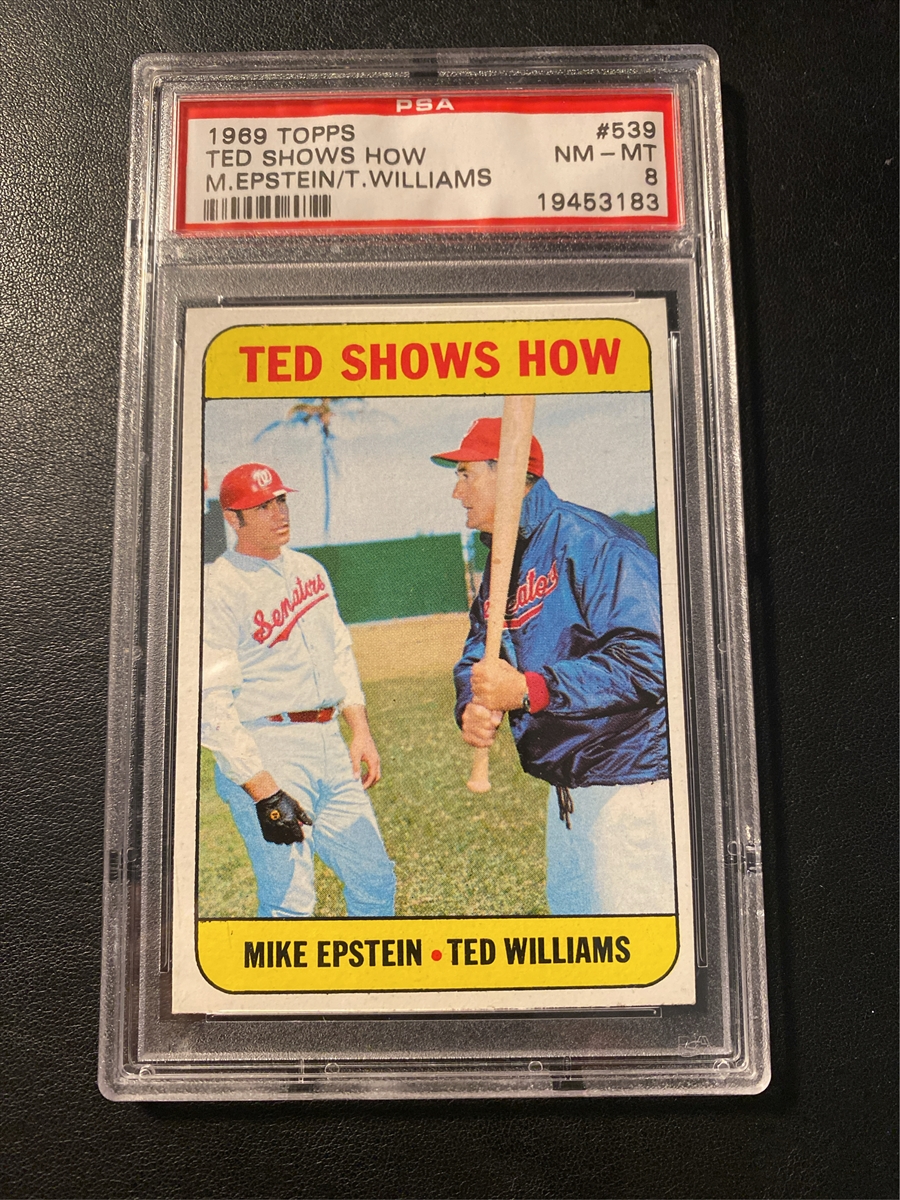 PSA
1969 TOPPS #539
TED SHOWS HOW NM - MT
M.EPSTEIN/T.WILLIAMS 8
19453183
TED SHOWS HOW
W
Senators
MIKE EPSTEIN • TED WILLIAMS